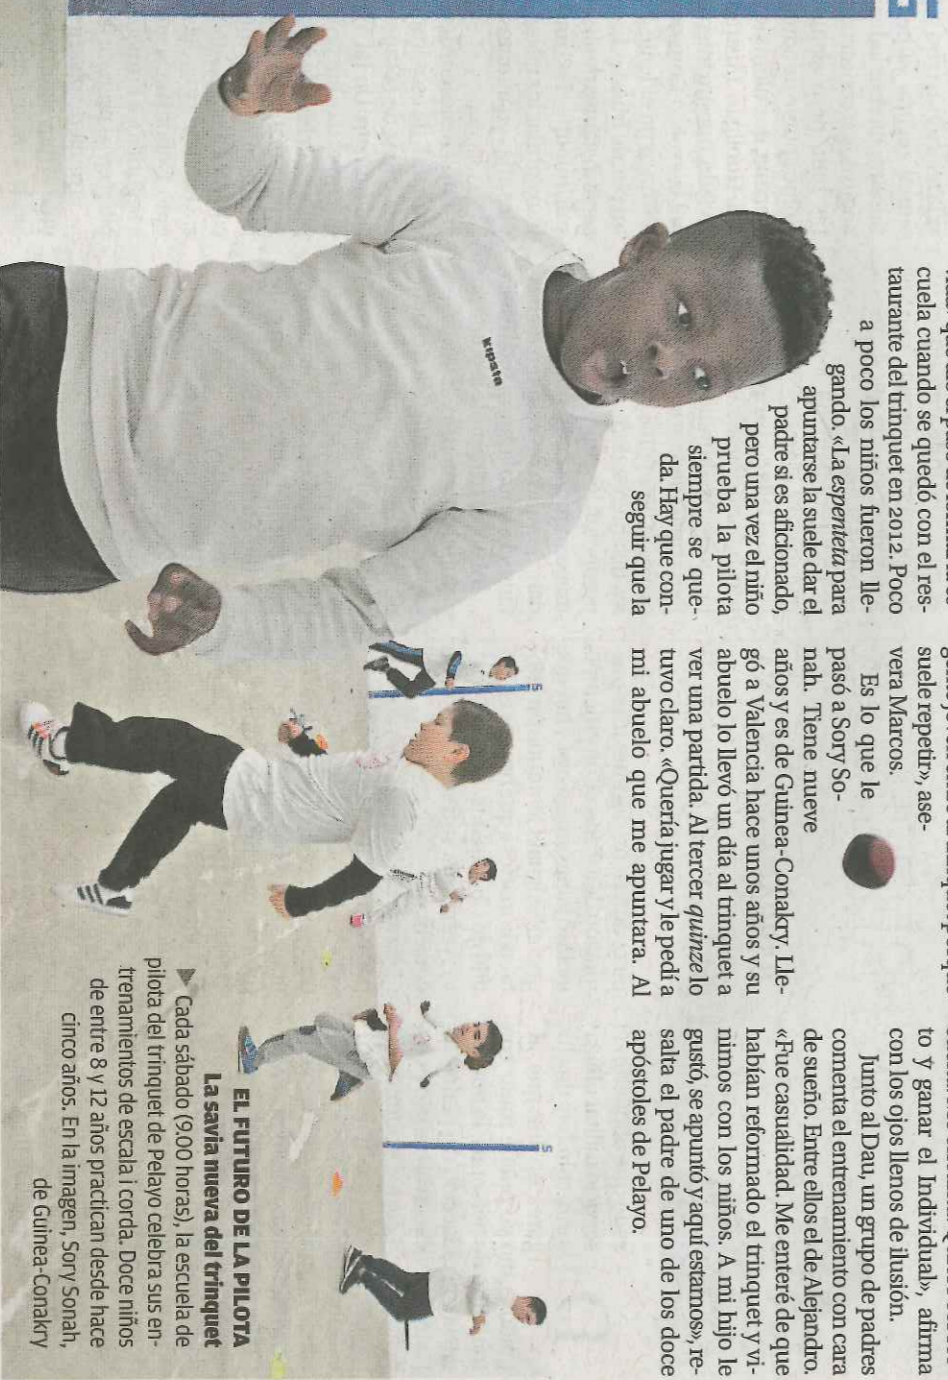 cuela cuando se quedó con el res-
taurante del trinquet en 2012. Poco
a poco los niños fueron lle-
gando. «La espenteta para
apuntarse la suele dar el
padre si es aficionado,
pero una vez el niño
prueba la pilota
siempre se que-
da. Hay que con-
seguir que la
suele repetir», ase-
vera Marcos.
Es lo que le
pasó a Sory So-
nah. Tiene nueve
años y es de Guinea-Conakry. Lle-
gó a Valencia hace unos años y su
abuelo lo llevó un día al trinquet a
ver una partida. Al tercer quinze lo
tuvo claro. «Quería jugar y le pedí a
mi abuelo que me apuntara. Al
to y ganar el Individual», afirma
con los ojos llenos de ilusión.
Junto al Dau, un grupo de padres
comenta el entrenamiento con cara
de sueño. Entre ellos el de Alejandro.
«Fue casualidad. Me enteré de que
habían reformado el trinquet y vi-
nimos con los niños. A mi hijo le
gustó, se apuntó y aquí estamos», re-
salta el padre de uno de los doce
apóstoles de Pelayo.
kipsta
5
5
EL FUTURO DE LA PILOTA
La savia nueva del trinquet
▶ Cada sábado (9.00 horas), la escuela de
pilota del trinquet de Pelayo celebra sus en-
trenamientos de escala i corda. Doce niños
de entre 8 y 12 años practican desde hace
cinco años. En la imagen, Sory Sonah,
de Guinea-Conakry